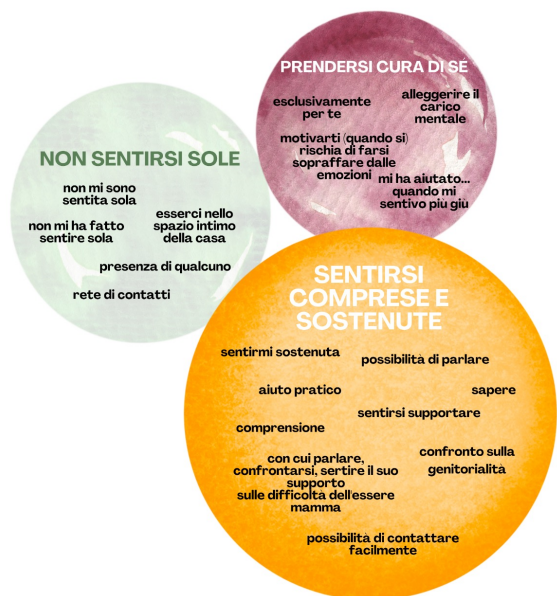 PRENDERSI CURA DI SÉ
esclusivamente
per te
alleggerire il
carico
mentale
motivarti (quando si)
rischia di farsi
sopraffare dalle
emozioni
mi ha aiutato...
quando mi
sentivo più giù
NON SENTIRSI SOLE
non mi sono
sentita sola
non mi ha fatto
sentire sola
esserci nello
spazio intimo
della casa
presenza di qualcuno
rete di contatti
SENTIRSI
COMPRESE E
SOSTENUTE
sentirmi sostenuta
possibilità di parlare
aiuto pratico
sapere
sentirsi supportare
comprensione
con cui parlare,
confrontarsi, sertire il suo
supporto
sulle difficoltà dell'essere
mamma
confronto sulla
genitorialità
possibilità di contattare
facilmente